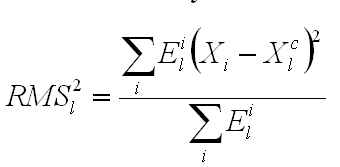 RMS_l^2 = \frac{\sum_i E_l^i (X_i - X_l^c)^2}{\sum_i E_l^i}